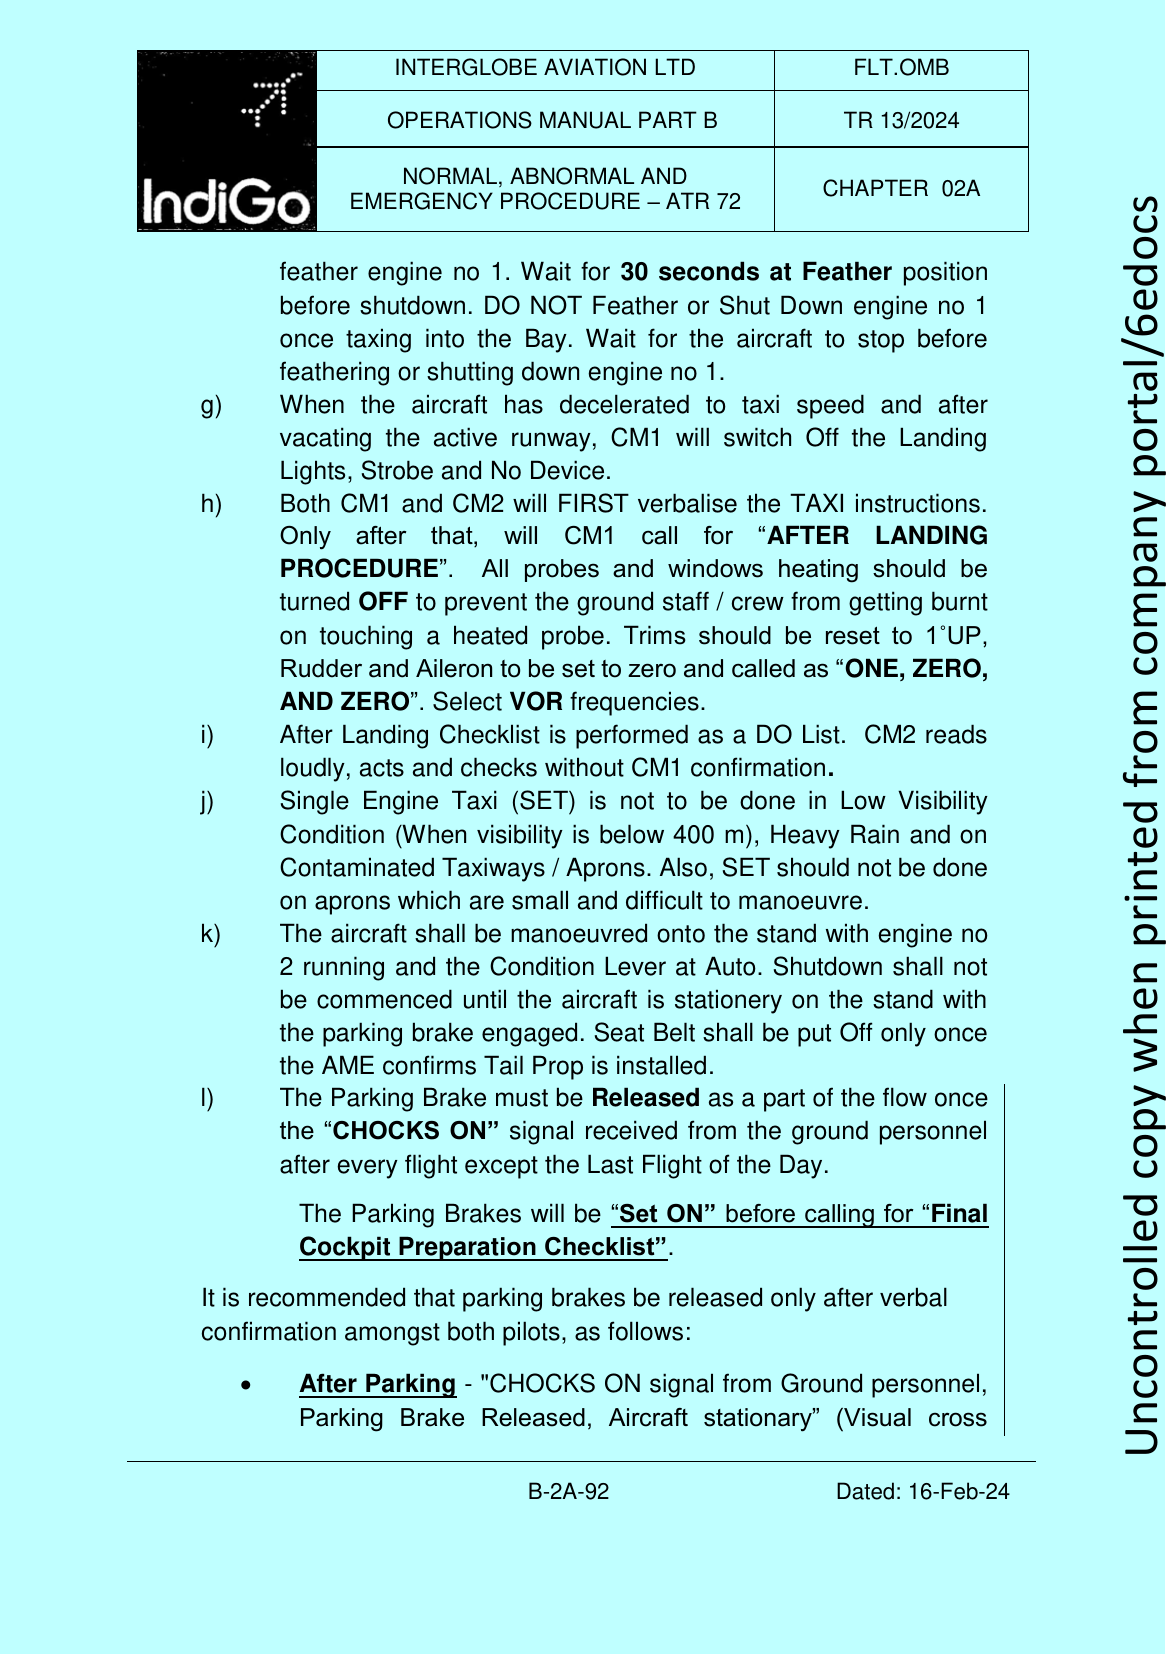 INTERGLOBE AVIATION LTD
FLT.OMB
OPERATIONS MANUAL PART B
TR 13/2024
IndiGo
NORMAL, ABNORMAL AND
EMERGENCY PROCEDURE – ATR 72
CHAPTER 02A
feather engine no 1. Wait for 30 seconds at Feather position
before shutdown. DO NOT Feather or Shut Down engine no 1
once taxing into the Bay. Wait for the aircraft to stop before
feathering or shutting down engine no 1.
g) When the aircraft has decelerated to taxi speed and after
vacating the active runway, CM1 will switch Off the Landing
Lights, Strobe and No Device.
h) Both CM1 and CM2 will FIRST verbalise the TAXI instructions.
Only after that, will CM1 call for “AFTER LANDING
PROCEDURE”. All probes and windows heating should be
turned OFF to prevent the ground staff / crew from getting burnt
on touching a heated probe. Trims should be reset to 1˚UP,
Rudder and Aileron to be set to zero and called as “ONE, ZERO,
AND ZERO”. Select VOR frequencies.
i) After Landing Checklist is performed as a DO List. CM2 reads
loudly, acts and checks without CM1 confirmation.
j) Single Engine Taxi (SET) is not to be done in Low Visibility
Condition (When visibility is below 400 m), Heavy Rain and on
Contaminated Taxiways / Aprons. Also, SET should not be done
on aprons which are small and difficult to manoeuvre.
k) The aircraft shall be manoeuvred onto the stand with engine no
2 running and the Condition Lever at Auto. Shutdown shall not
be commenced until the aircraft is stationery on the stand with
the parking brake engaged. Seat Belt shall be put Off only once
the AME confirms Tail Prop is installed.
l) The Parking Brake must be Released as a part of the flow once
the “CHOCKS ON” signal received from the ground personnel
after every flight except the Last Flight of the Day.
The Parking Brakes will be “Set ON” before calling for “Final
Cockpit Preparation Checklist”.
It is recommended that parking brakes be released only after verbal
confirmation amongst both pilots, as follows:
• After Parking - "CHOCKS ON signal from Ground personnel,
Parking Brake Released, Aircraft stationary” (Visual cross
B-2A-92
Dated: 16-Feb-24
Uncontrolled copy when printed from company portal/6edocs